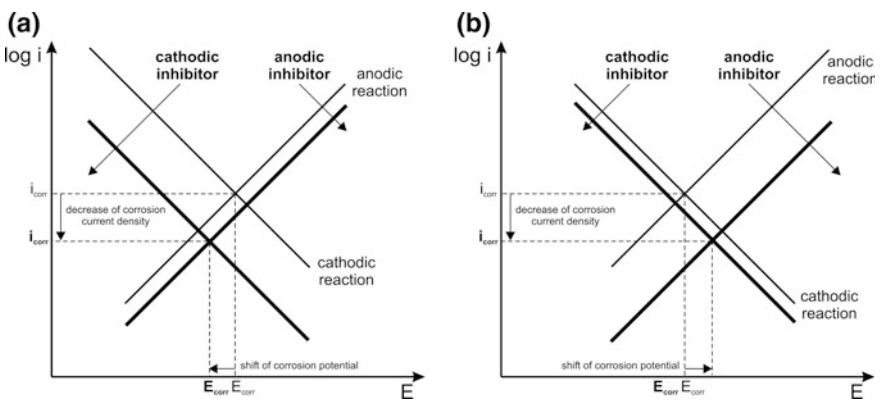 (a)
log i
cathodic
inhibitor
anodic
inhibitor
anodic
reaction
i corr
decrease of corrosion
current density
i corr
cathodic
reaction
shift of corrosion potential
E corr E corr
E
(b)
log i
cathodic
inhibitor
anodic
inhibitor
anodic
reaction
i corr
decrease of corrosion
current density
i corr
cathodic
reaction
shift of corrosion potential
E corr E corr
E